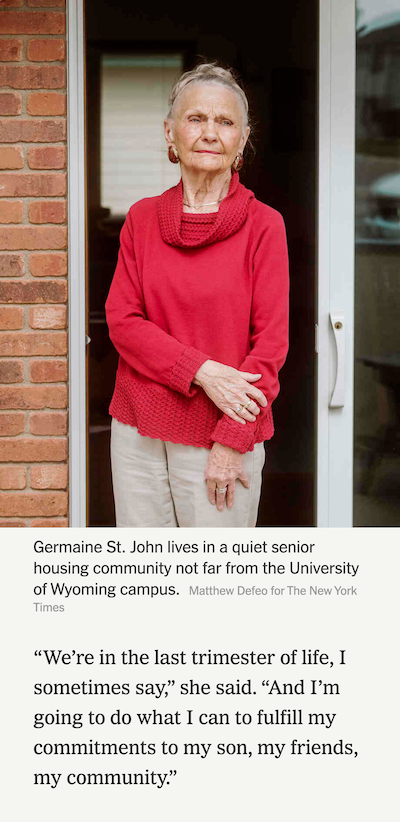 Germaine St. John lives in a quiet senior
housing community not far from the University
of Wyoming campus. Matthew Defeo for The New York
Times
“We’re in the last trimester of life, I
sometimes say,” she said. “And I’m
going to do what I can to fulfill my
commitments to my son, my friends,
my community.”